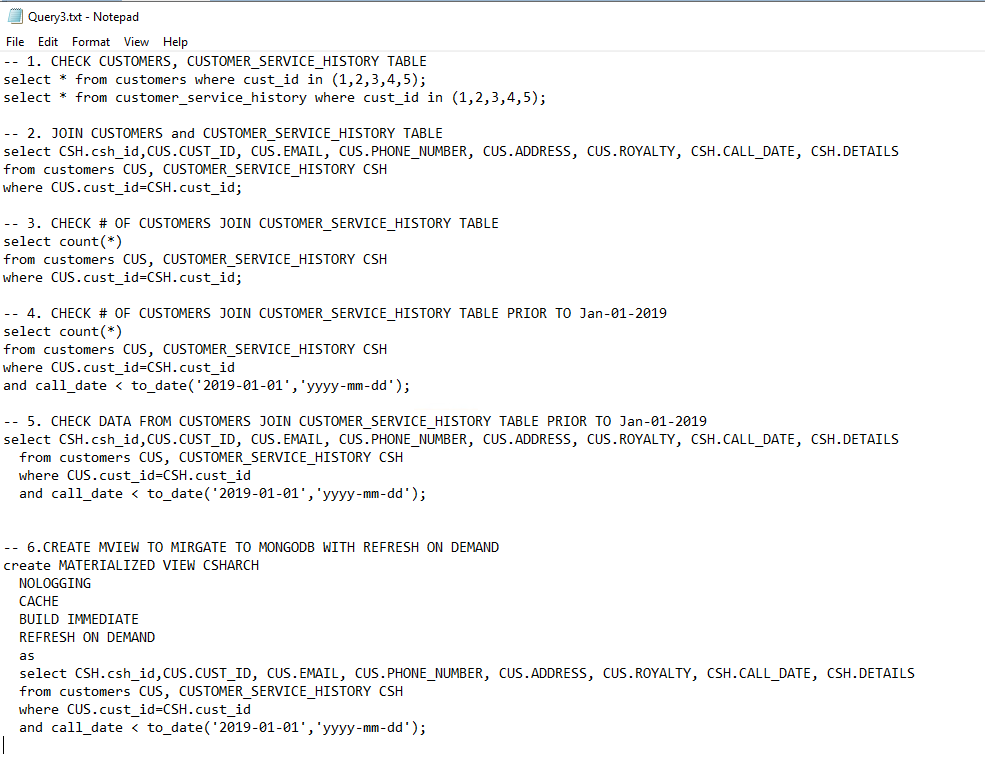 Query3.txt - Notepad
File Edit Format View Help
-- 1. CHECK CUSTOMERS, CUSTOMER_SERVICE_HISTORY TABLE
select * from customers where cust_id in (1,2,3,4,5);
select * from customer_service_history where cust_id in (1,2,3,4,5);

-- 2. JOIN CUSTOMERS and CUSTOMER_SERVICE_HISTORY TABLE
select CSH.csh_id,CUS.CUST_ID, CUS.EMAIL, CUS.PHONE_NUMBER, CUS.ADDRESS, CUS.ROYALTY, CSH.CALL_DATE, CSH.DETAILS
from customers CUS, CUSTOMER_SERVICE_HISTORY CSH
where CUS.cust_id=CSH.cust_id;

-- 3. CHECK # OF CUSTOMERS JOIN CUSTOMER_SERVICE_HISTORY TABLE
select count(*)
from customers CUS, CUSTOMER_SERVICE_HISTORY CSH
where CUS.cust_id=CSH.cust_id;

-- 4. CHECK # OF CUSTOMERS JOIN CUSTOMER_SERVICE_HISTORY TABLE PRIOR TO Jan-01-2019
select count(*)
from customers CUS, CUSTOMER_SERVICE_HISTORY CSH
where CUS.cust_id=CSH.cust_id
and call_date < to_date('2019-01-01','yyyy-mm-dd');

-- 5. CHECK DATA FROM CUSTOMERS JOIN CUSTOMER_SERVICE_HISTORY TABLE PRIOR TO Jan-01-2019
select CSH.csh_id,CUS.CUST_ID, CUS.EMAIL, CUS.PHONE_NUMBER, CUS.ADDRESS, CUS.ROYALTY, CSH.CALL_DATE, CSH.DETAILS
  from customers CUS, CUSTOMER_SERVICE_HISTORY CSH
  where CUS.cust_id=CSH.cust_id
  and call_date < to_date('2019-01-01','yyyy-mm-dd');

-- 6.CREATE MVIEW TO MIRGATE TO MONGODB WITH REFRESH ON DEMAND
create MATERIALIZED VIEW CSHARCH
  NOLOGGING
  CACHE
  BUILD IMMEDIATE
  REFRESH ON DEMAND
  as
  select CSH.csh_id,CUS.CUST_ID, CUS.EMAIL, CUS.PHONE_NUMBER, CUS.ADDRESS, CUS.ROYALTY, CSH.CALL_DATE, CSH.DETAILS
  from customers CUS, CUSTOMER_SERVICE_HISTORY CSH
  where CUS.cust_id=CSH.cust_id
  and call_date < to_date('2019-01-01','yyyy-mm-dd');